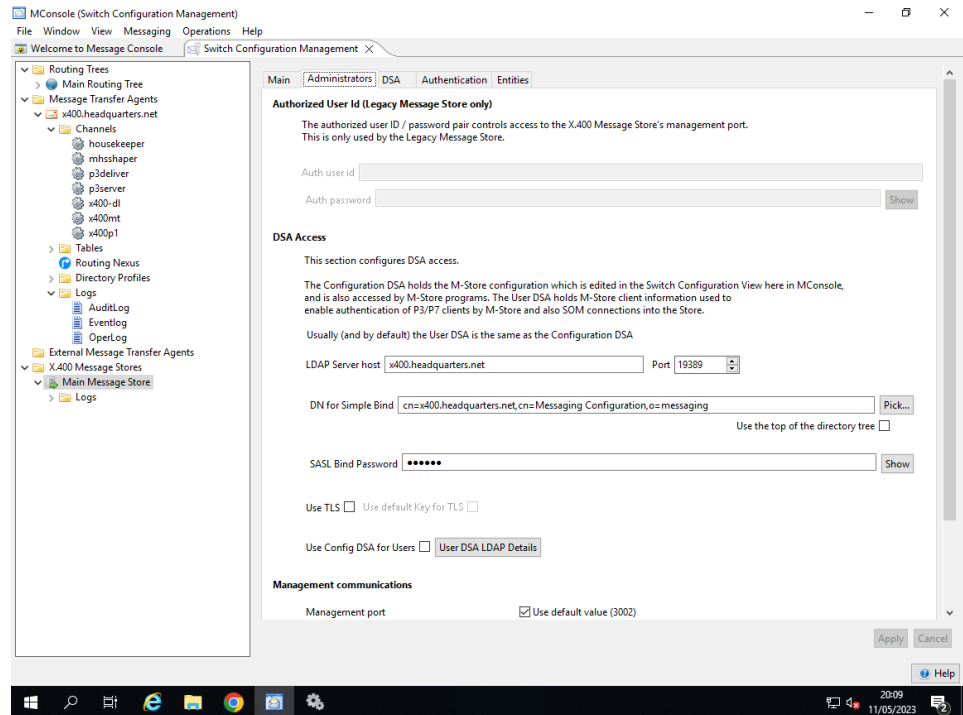 MConsole (Switch Configuration Management)
File Window View Messaging Operations Help
Welcome to Message Console
Switch Configuration Management
Routing Trees
Main Routing Tree
Message Transfer Agents
x400.headquarters.net
Channels
housekeeper
mhsshaper
p3deliver
p3server
x400-dl
x400mt
x400p1
Tables
Routing Nexus
Directory Profiles
Logs
AuditLog
Eventlog
OperLog
External Message Transfer Agents
X.400 Message Stores
Main Message Store
Logs
Main Administrators DSA Authentication Entities
Authorized User Id (Legacy Message Store only)
The authorized user ID / password pair controls access to the X.400 Message Store's management port.
This is only used by the Legacy Message Store.
Auth user id
Auth password
Show
DSA Access
This section configures DSA access.
The Configuration DSA holds the M-Store configuration which is edited in the Switch Configuration View here in MConsole,
and is also accessed by M-Store programs. The User DSA holds M-Store client information used to
enable authentication of P3/P7 clients by M-Store and also SOM connections into the Store.
Usually (and by default) the User DSA is the same as the Configuration DSA
LDAP Server host x400.headquarters.net Port 19389
DN for Simple Bind cn=x400.headquarters.net,cn=Messaging Configuration,o=messaging Pick...
Use the top of the directory tree
SASL Bind Password ●●●●●● Show
Use TLS Use default Key for TLS
Use Config DSA for Users User DSA LDAP Details
Management communications
Management port Use default value (3002)
Apply Cancel
Help
20:09
11/05/2023
2